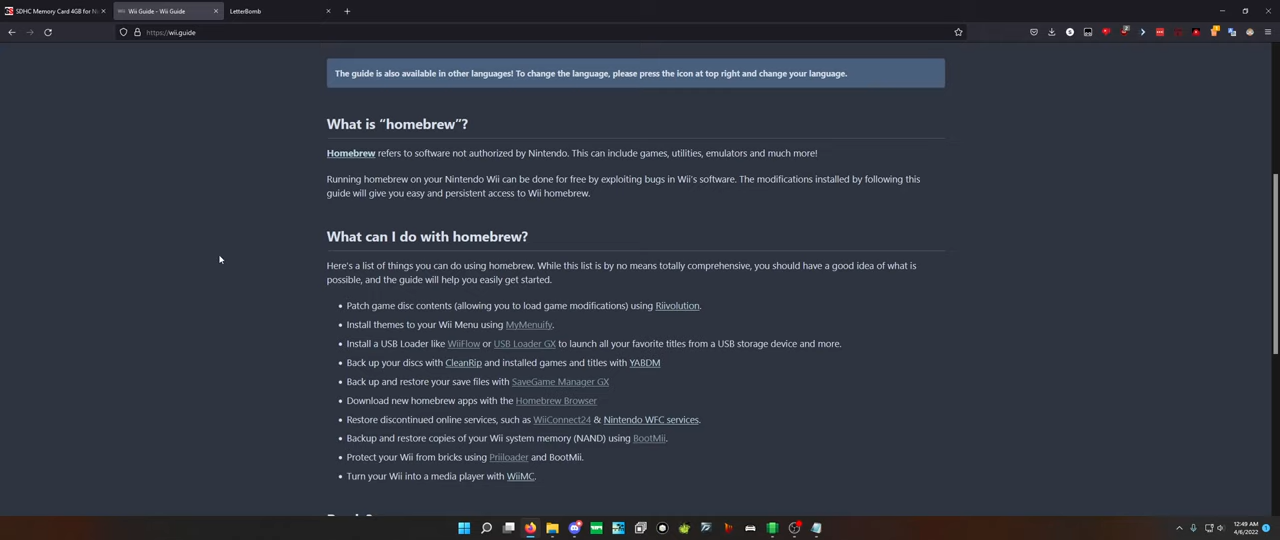 SDHC Memory Card 4GB for N
Wii Guide - Wii Guide
LetterBomb
https://wii.guide
The guide is also available in other languages! To change the language, please press the icon at top right and change your language.
What is “homebrew”?
Homebrew refers to software not authorized by Nintendo. This can include games, utilities, emulators and much more!
Running homebrew on your Nintendo Wii can be done for free by exploiting bugs in Wii's software. The modifications installed by following this
guide will give you easy and persistent access to Wii homebrew.
What can I do with homebrew?
Here's a list of things you can do using homebrew. While this list is by no means totally comprehensive, you should have a good idea of what is
possible, and the guide will help you easily get started.
• Patch game disc contents (allowing you to load game modifications) using Riivolution.
• Install themes to your Wii Menu using MyMenuify.
• Install a USB Loader like WiiFlow or USB Loader GX to launch all your favorite titles from a USB storage device and more.
• Back up your discs with CleanRip and installed games and titles with YABDM
• Back up and restore your save files with SaveGame Manager GX
• Download new homebrew apps with the Homebrew Browser
• Restore discontinued online services, such as WiiConnect24 & Nintendo WFC services.
• Backup and restore copies of your Wii system memory (NAND) using BootMii.
• Protect your Wii from bricks using Priiloader and BootMii.
• Turn your Wii into a media player with WiiMC.
12:49 AM
4/6/2022